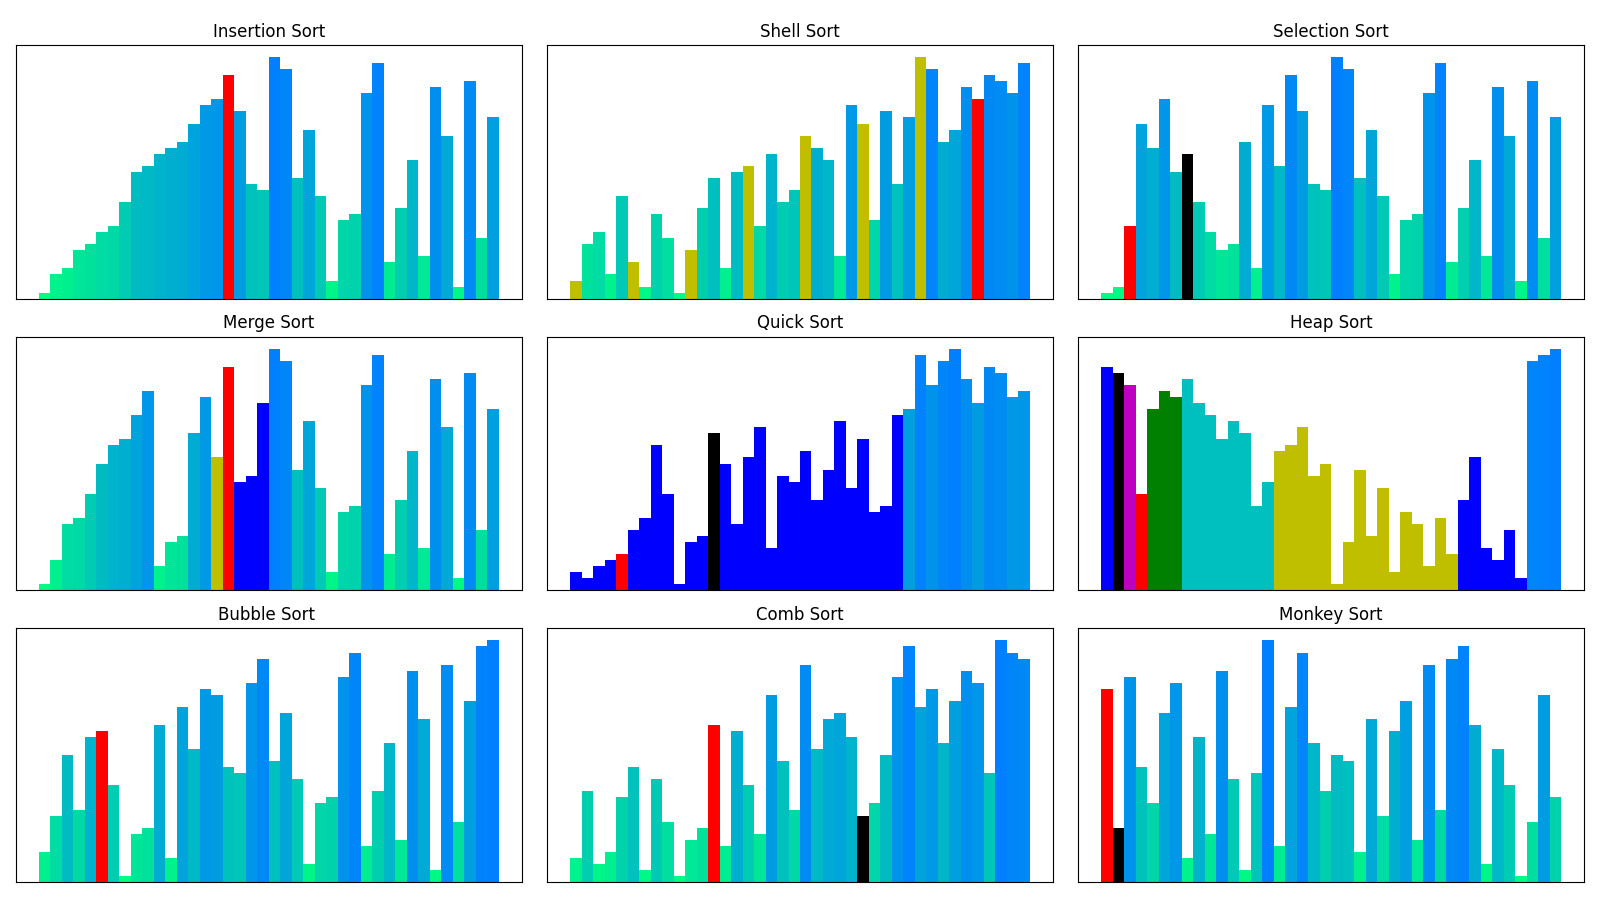 Insertion Sort
Shell Sort
Selection Sort
Merge Sort
Quick Sort
Heap Sort
Bubble Sort
Comb Sort
Monkey Sort